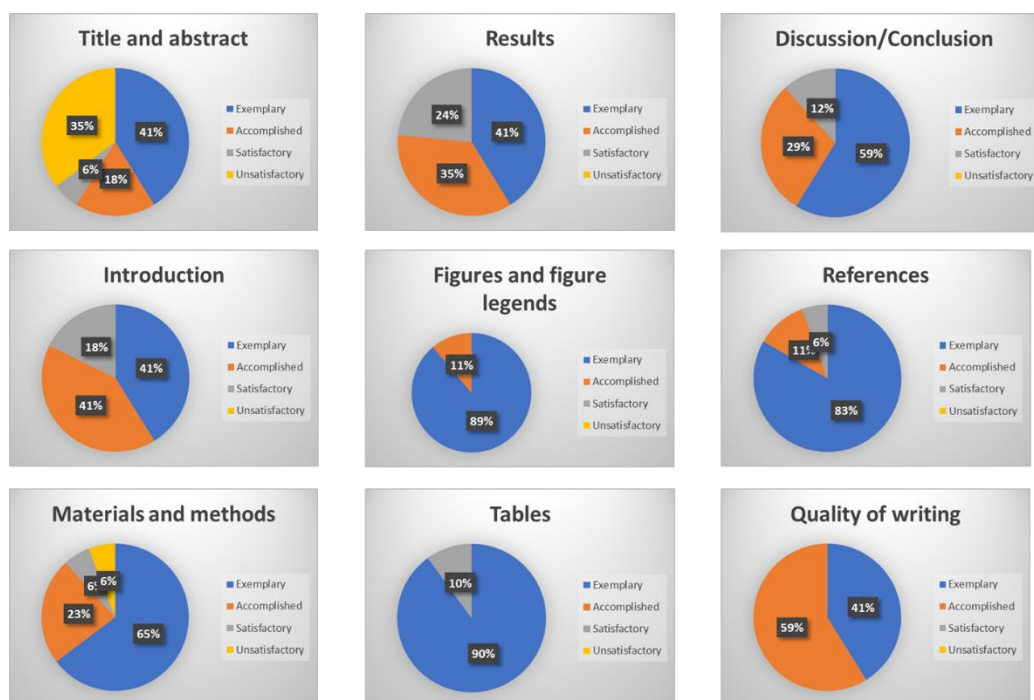 Title and abstract
35%
41%
6%
18%
Exemplary
Accomplished
Satisfactory
Unsatisfactory
Results
24%
41%
35%
Exemplary
Accomplished
Satisfactory
Unsatisfactory
Discussion/Conclusion
12%
29%
59%
Exemplary
Accomplished
Satisfactory
Unsatisfactory
Introduction
18%
41%
41%
Exemplary
Accomplished
Satisfactory
Unsatisfactory
Figures and figure
legends
11%
89%
Exemplary
Accomplished
Satisfactory
Unsatisfactory
References
11%
6%
83%
Exemplary
Accomplished
Satisfactory
Unsatisfactory
Materials and methods
6%
6%
23%
65%
Exemplary
Accomplished
Satisfactory
Unsatisfactory
Tables
10%
90%
Exemplary
Accomplished
Satisfactory
Unsatisfactory
Quality of writing
41%
59%
Exemplary
Accomplished
Satisfactory
Unsatisfactory